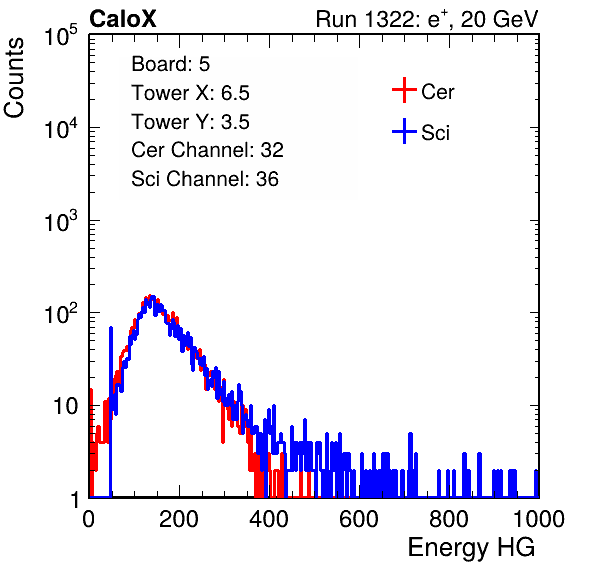 CaloX Run 1322: e⁺, 20 GeV
Counts
10⁵
10⁴
10³
10²
10
1
Board: 5
Tower X: 6.5
Tower Y: 3.5
Cer Channel: 32
Sci Channel: 36
Cer
Sci
0 200 400 600 800 1000
Energy HG